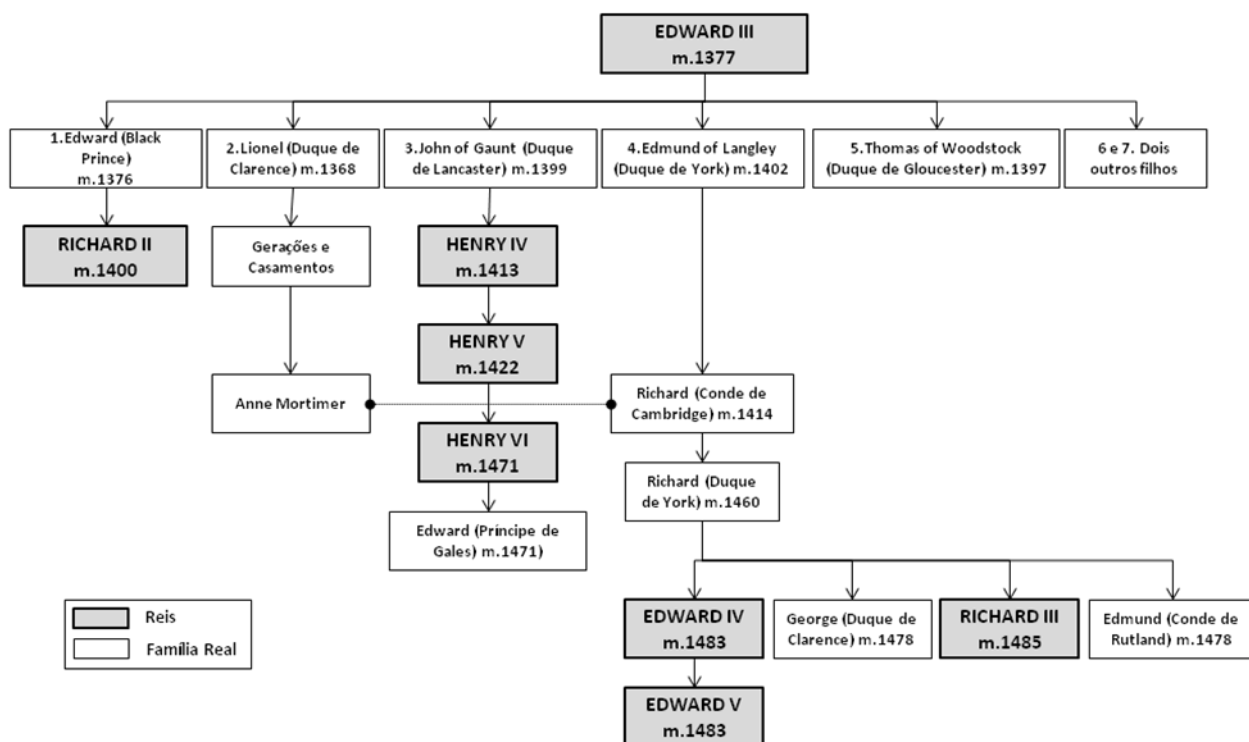 EDWARD III
m.1377
1.Edward (Black
Prince)
m.1376
2.Lionel (Duque de
Clarence) m.1368
3.John of Gaunt (Duque
de Lancaster) m.1399
4.Edmund of Langley
(Duque de York) m.1402
5.Thomas of Woodstock
(Duque de Gloucester) m.1397
6 e 7. Dois
outros filhos
RICHARD II
m.1400
Gerações e
Casamentos
HENRY IV
m.1413
HENRY V
m.1422
Anne Mortimer
Richard (Conde de
Cambridge) m.1414
HENRY VI
m.1471
Richard (Duque
de York) m.1460
Edward (Príncipe de
Gales) m.1471)
EDWARD IV
m.1483
George (Duque de
Clarence) m.1478
RICHARD III
m.1485
Edmund (Conde de
Rutland) m.1478
EDWARD V
m.1483
Reis
Família Real